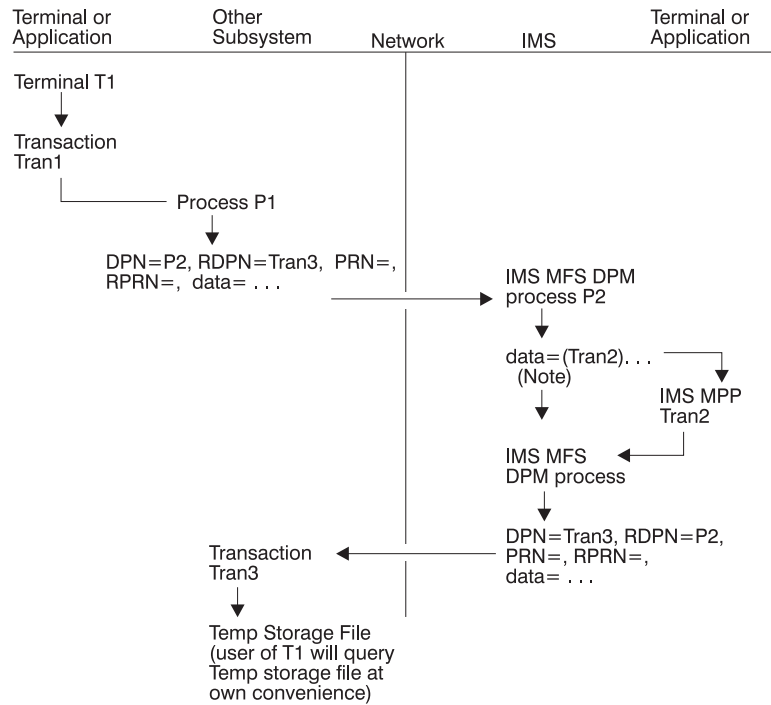 Terminal or
Application
Other
Subsystem
Network
IMS
Terminal or
Application
Terminal T1
Transaction
Tran1
Process P1
DPN=P2, RDPN=Tran3, PRN=,
RPRN=, data= . . .
IMS MFS DPM
process P2
data=(Tran2). . .
(Note)
IMS MPP
Tran2
IMS MFS
DPM process
DPN=Tran3, RDPN=P2,
PRN=, RPRN=,
data= . . .
Transaction
Tran3
Temp Storage File
(user of T1 will query
Temp storage file at
own convenience)